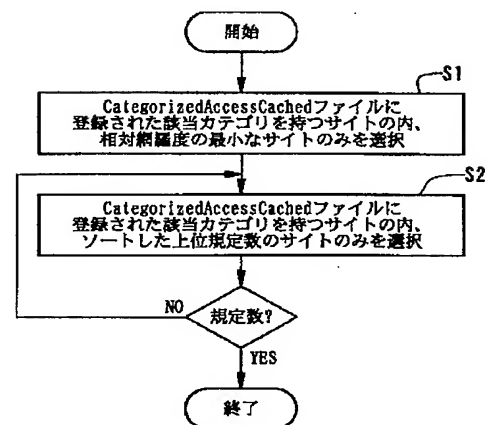 開始
S1
CategorizedAccessCachedファイルに
登録された該当カテゴリを持つサイトの内、
相対網羅度の最小なサイトのみを選択
S2
CategorizedAccessCachedファイルに
登録された該当カテゴリを持つサイトの内、
ソートした上位規定数のサイトのみを選択
NO
規定数?
YES
終了